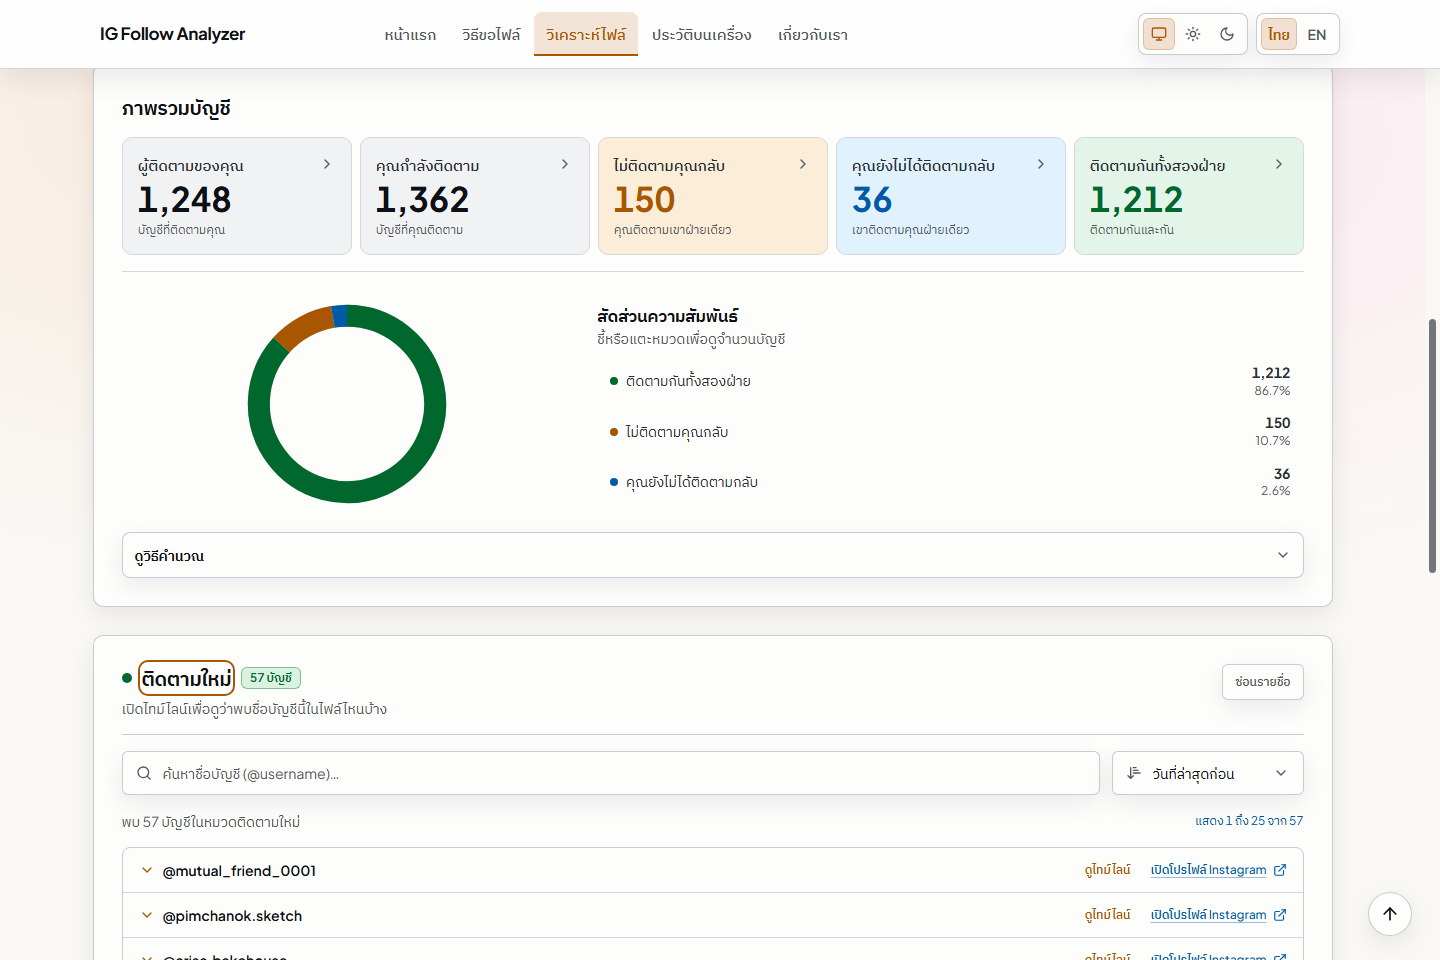 IG Follow Analyzer
หน้าแรก
วิธีขอไฟล์
วิเคราะห์ไฟล์
ประวัติบนเครื่อง
เกี่ยวกับเรา
ไทย
EN
ภาพรวมบัญชี
ผู้ติดตามของคุณ
1,248
บัญชีที่ติดตามคุณ
คุณกำลังติดตาม
1,362
บัญชีที่คุณติดตาม
ไม่ติดตามคุณกลับ
150
คุณติดตามเขาฝ่ายเดียว
คุณยังไม่ได้ติดตามกลับ
36
เขาติดตามคุณฝ่ายเดียว
ติดตามกันทั้งสองฝ่าย
1,212
ติดตามกันและกัน
สัดส่วนความสัมพันธ์
ชี้หรือแตะหมวดเพื่อดูจำนวนบัญชี
ติดตามกันทั้งสองฝ่าย
1,212
86.7%
ไม่ติดตามคุณกลับ
150
10.7%
คุณยังไม่ได้ติดตามกลับ
36
2.6%
ดูวิธีคำนวณ
ติดตามใหม่
57 บัญชี
เปิดไทม์ไลน์เพื่อดูว่าพบชื่อบัญชีนี้ในไฟล์ไหนบ้าง
ซ่อนรายชื่อ
ค้นหาชื่อบัญชี (@username)...
วันที่ล่าสุดก่อน
พบ 57 บัญชีในหมวดติดตามใหม่
แสดง 1 ถึง 25 จาก 57
@mutual_friend_0001
ดูไทม์ไลน์
เปิดโปรไฟล์ Instagram
@pimchanok.sketch
ดูไทม์ไลน์
เปิดโปรไฟล์ Instagram
ดูไทม์ไลน์
เปิดโปรไฟล์ Instagram